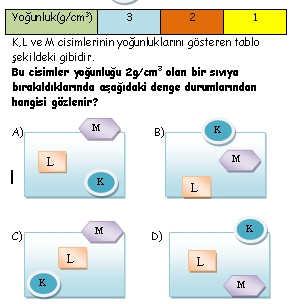 Yoğunluk(g/cm³) 3 2 1
K,L ve M cisimlerinin yoğunluklarını gösteren tablo
şekildeki gibidir.
Bu cisimler yoğunluğu 2g/cm³ olan bir sıvıya
bırakıldıklarında aşağıdaki denge durumlarından
hangisi gözlenir?
A) M L K
B) K M L
C) M L K
D) K L M